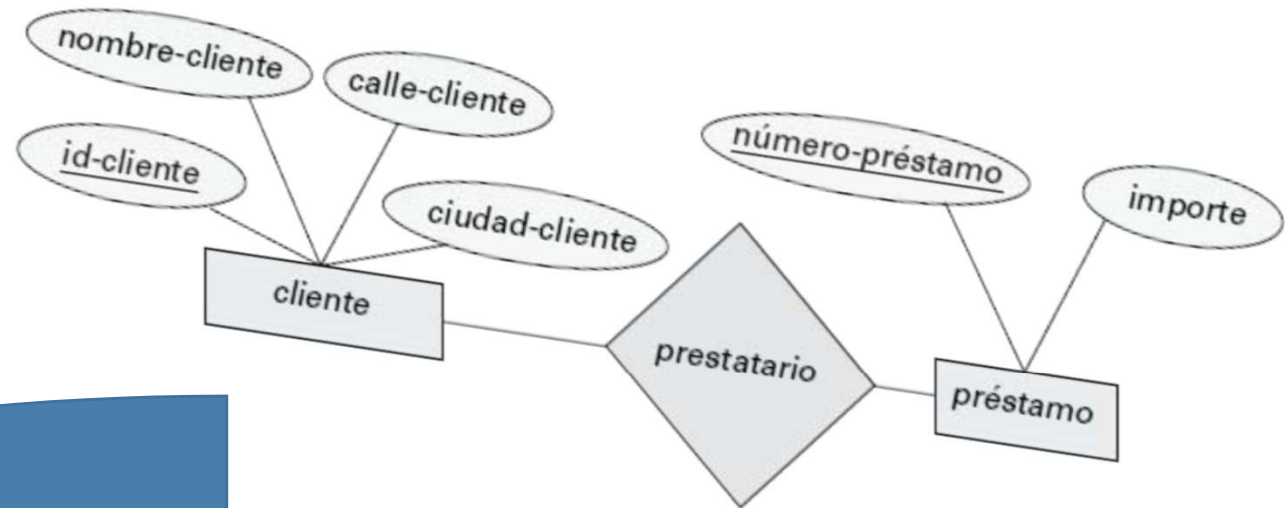 nombre-cliente
calle-cliente
id-cliente
ciudad-cliente
cliente
número-préstamo
importe
prestatario
préstamo